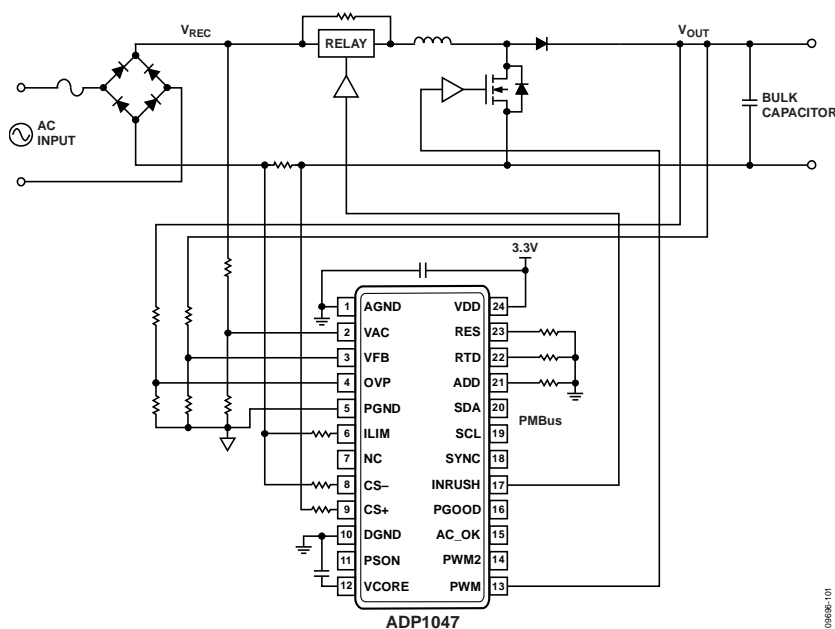 VREC
RELAY
VOUT
AC
INPUT
BULK
CAPACITOR
3.3V
1 AGND VDD 24
2 VAC RES 23
3 VFB RTD 22
4 OVP ADD 21
5 PGND SDA 20
PMBus
6 ILIM SCL 19
7 NC SYNC 18
8 CS– INRUSH 17
9 CS+ PGOOD 16
10 DGND AC_OK 15
11 PSON PWM2 14
12 VCORE PWM 13
ADP1047
09696-101